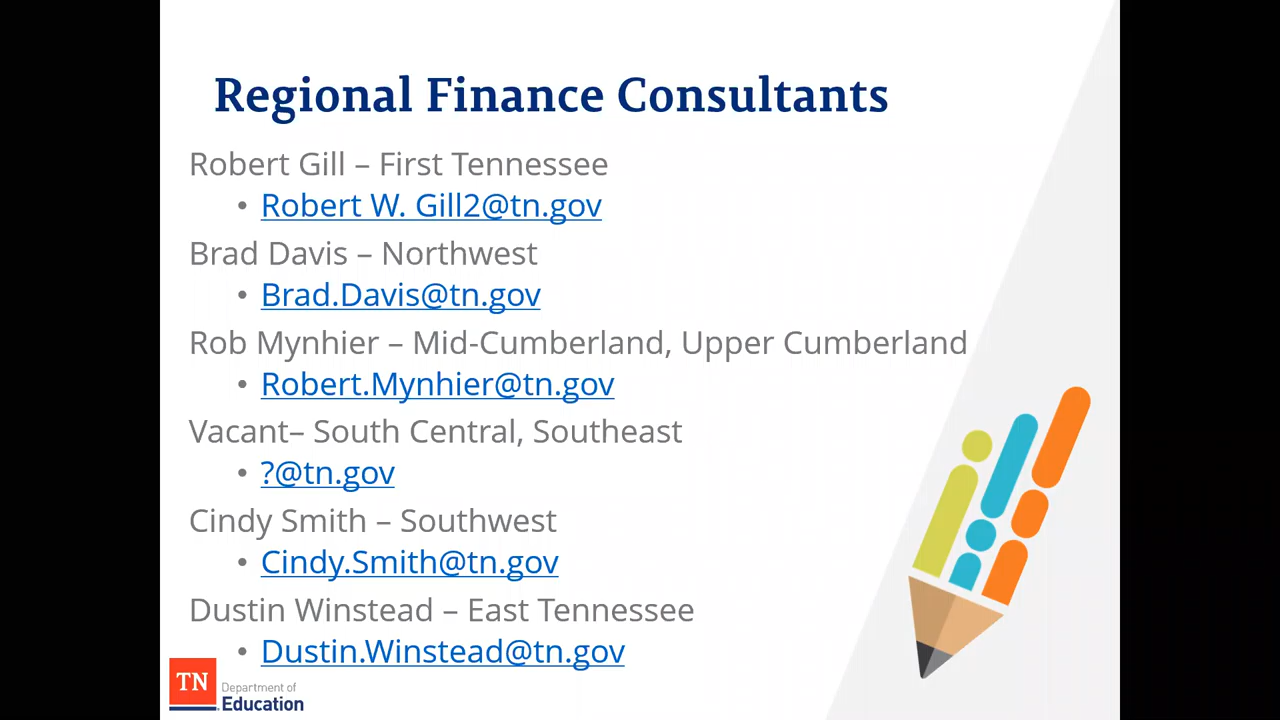 Regional Finance Consultants
Robert Gill – First Tennessee
• Robert W. Gill2@tn.gov
Brad Davis – Northwest
• Brad.Davis@tn.gov
Rob Mynhier – Mid-Cumberland, Upper Cumberland
• Robert.Mynhier@tn.gov
Vacant– South Central, Southeast
• ?@tn.gov
Cindy Smith – Southwest
• Cindy.Smith@tn.gov
Dustin Winstead – East Tennessee
• Dustin.Winstead@tn.gov
TN
Department of
Education